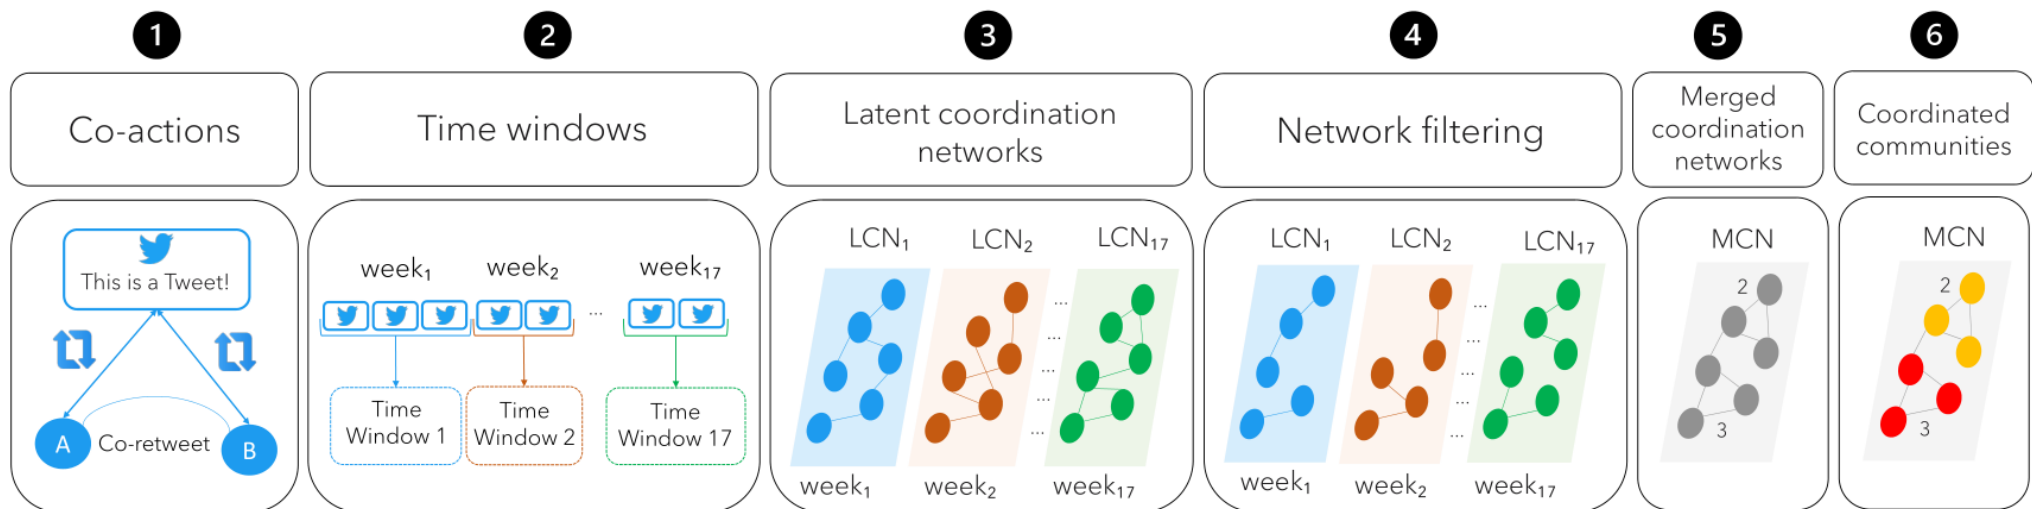 1
2
3
4
5
6
Co-actions
Time windows
Latent coordination
networks
Network filtering
Merged
coordination
networks
Coordinated
communities
This is a Tweet!
A
Co-retweet
B
week₁
week₂
...
week₁₇
Time
Window 1
Time
Window 2
Time
Window 17
LCN₁
LCN₂
LCN₁₇
...
...
...
...
...
week₁
week₂
week₁₇
LCN₁
LCN₂
LCN₁₇
...
...
...
...
...
week₁
week₂
week₁₇
MCN
2
3
MCN
2
3